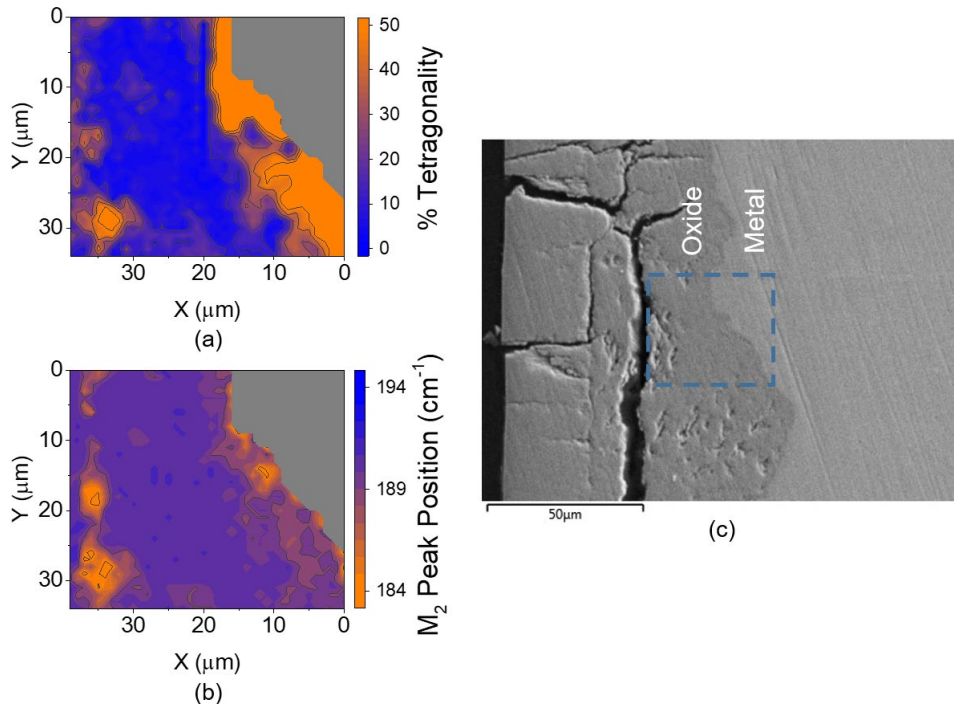 0
10
20
30
Y (μm)
30
20
10
0
X (μm)
(a)
50
40
30
20
10
0
% Tetragonality
0
10
20
30
Y (μm)
30
20
10
0
X (μm)
(b)
194
189
184
M₂ Peak Position (cm⁻¹)
Oxide
Metal
50μm
(c)